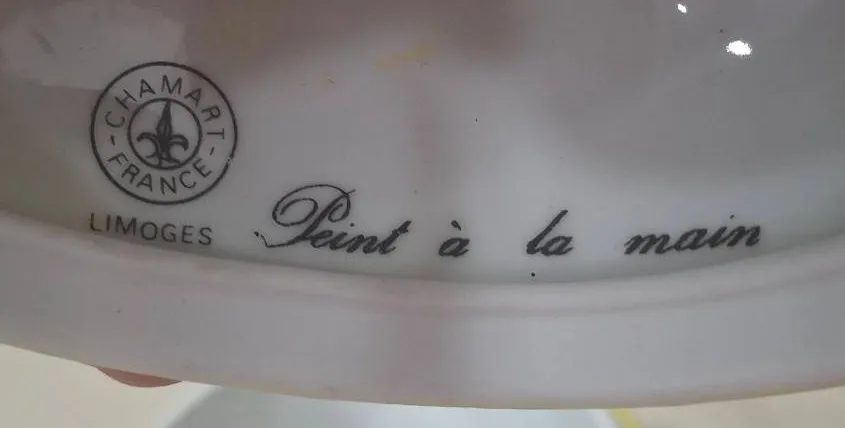 CHAMART
- FRANCE -
LIMOGES
Peint à la main